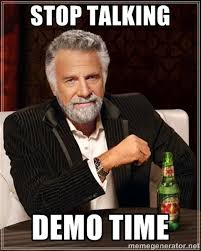 STOP TALKING
DEMO TIME
memegenerator.net